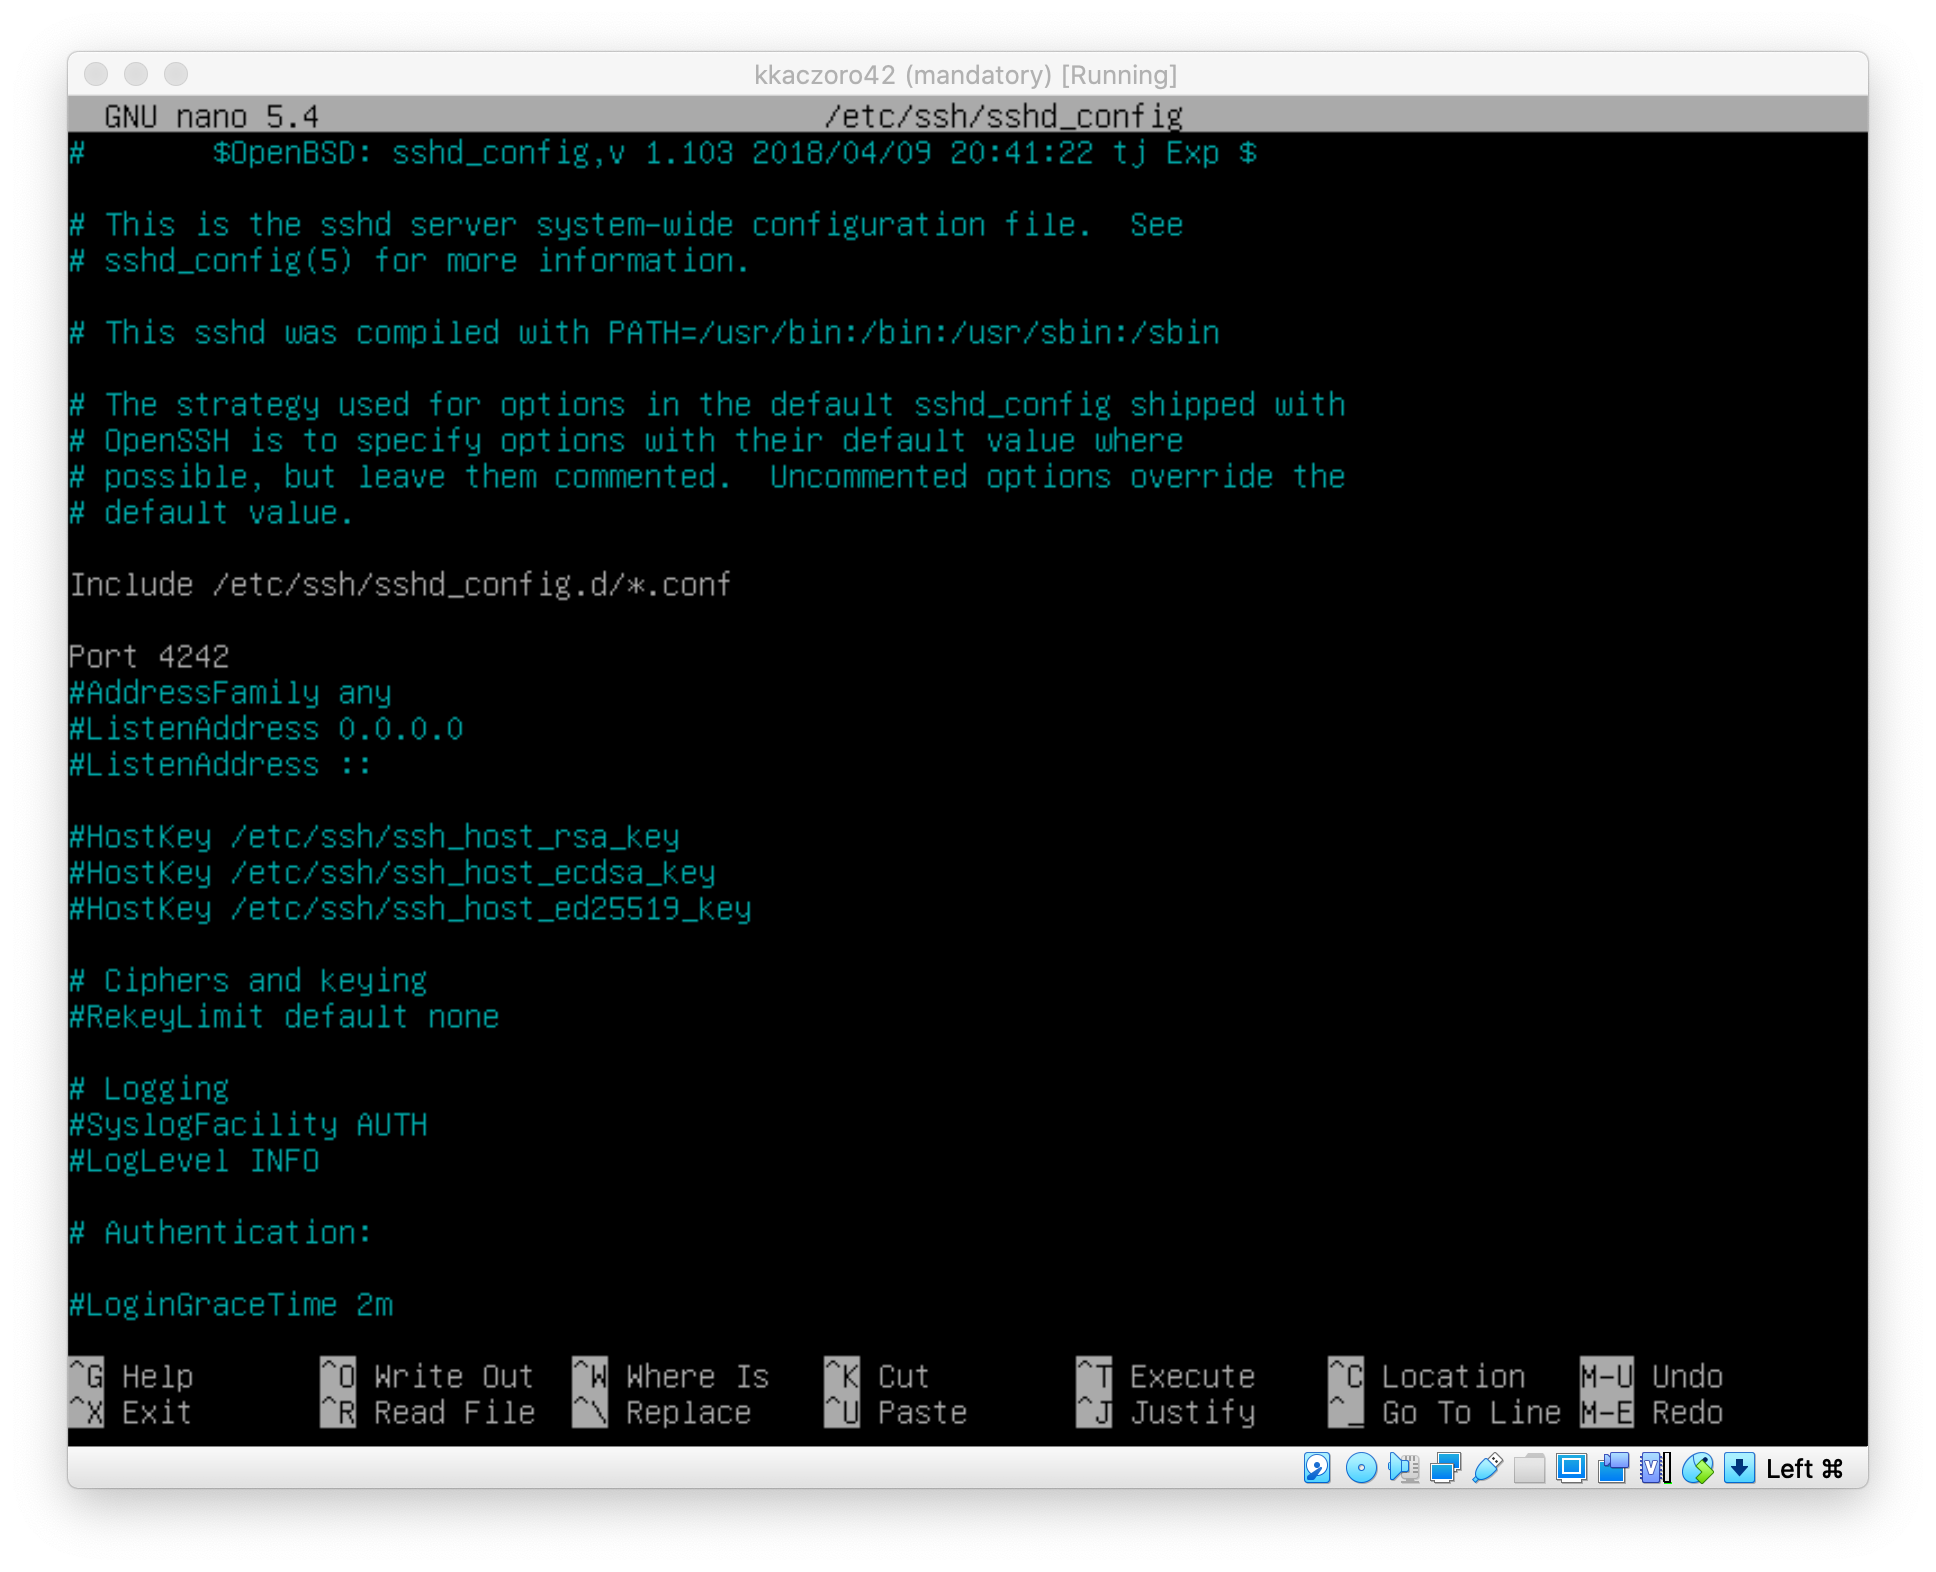 kkaczoro42 (mandatory) [Running]
GNU nano 5.4 /etc/ssh/sshd_config
# $OpenBSD: sshd_config,v 1.103 2018/04/09 20:41:22 tj Exp $
# This is the sshd server system-wide configuration file.  See
# sshd_config(5) for more information.
# This sshd was compiled with PATH=/usr/bin:/bin:/usr/sbin:/sbin
# The strategy used for options in the default sshd_config shipped with
# OpenSSH is to specify options with their default value where
# possible, but leave them commented.  Uncommented options override the
# default value.
Include /etc/ssh/sshd_config.d/*.conf
Port 4242
#AddressFamily any
#ListenAddress 0.0.0.0
#ListenAddress ::
#HostKey /etc/ssh/ssh_host_rsa_key
#HostKey /etc/ssh/ssh_host_ecdsa_key
#HostKey /etc/ssh/ssh_host_ed25519_key
# Ciphers and keying
#RekeyLimit default none
# Logging
#SyslogFacility AUTH
#LogLevel INFO
# Authentication:
#LoginGraceTime 2m
^G Help ^O Write Out ^W Where Is ^K Cut ^T Execute ^C Location M-U Undo
^X Exit ^R Read File ^\ Replace ^U Paste ^J Justify ^_ Go To Line M-E Redo
Left ⌘